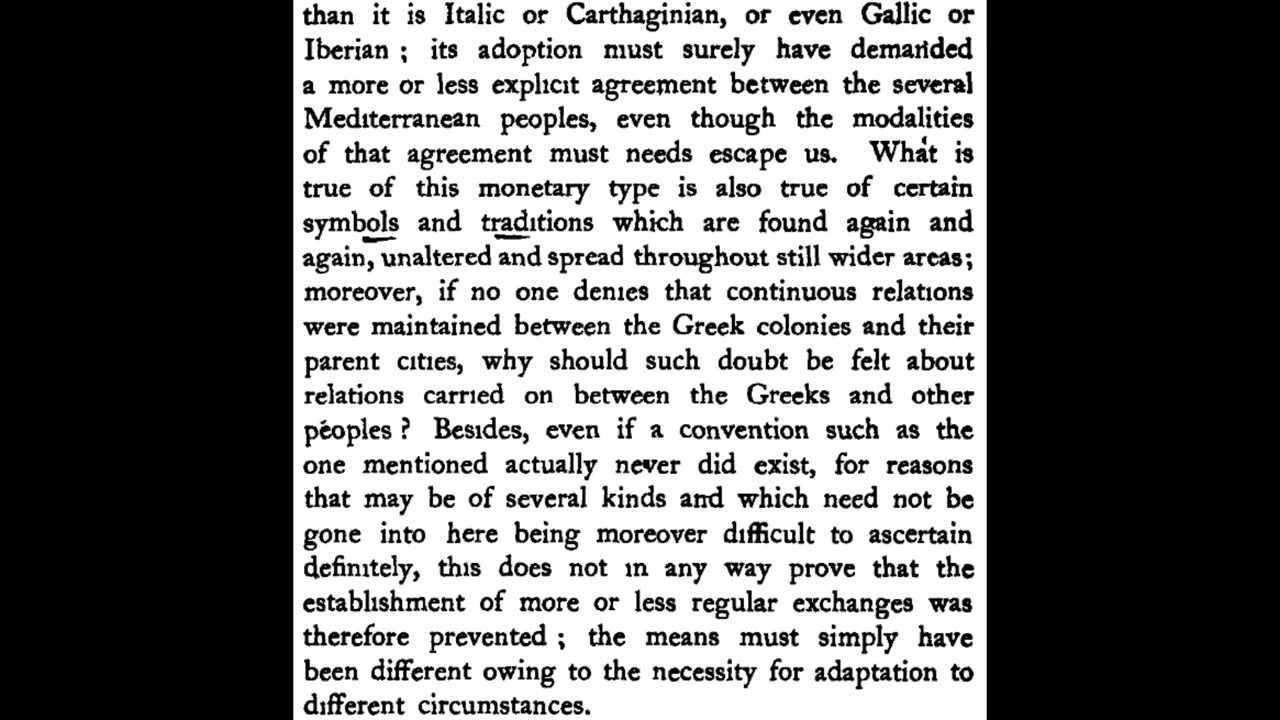 than it is Italic or Carthaginian, or even Gallic or
Iberian ; its adoption must surely have demanded
a more or less explicit agreement between the several
Mediterranean peoples, even though the modalities
of that agreement must needs escape us. What is
true of this monetary type is also true of certain
symbols and traditions which are found again and
again, unaltered and spread throughout still wider areas;
moreover, if no one denies that continuous relations
were maintained between the Greek colonies and their
parent cities, why should such doubt be felt about
relations carried on between the Greeks and other
peoples ? Besides, even if a convention such as the
one mentioned actually never did exist, for reasons
that may be of several kinds and which need not be
gone into here being moreover difficult to ascertain
definitely, this does not in any way prove that the
establishment of more or less regular exchanges was
therefore prevented ; the means must simply have
been different owing to the necessity for adaptation to
different circumstances.